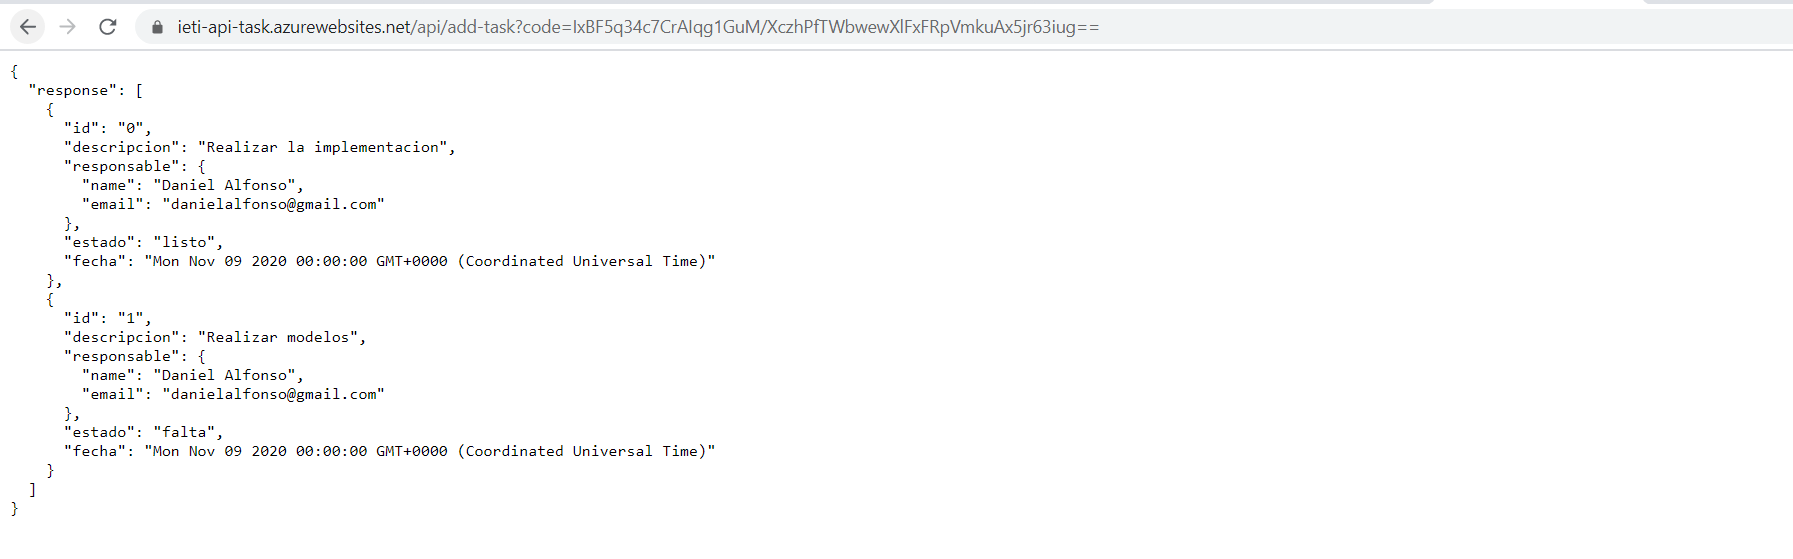 ieti-api-task.azurewebsites.net/api/add-task?code=IxBF5q34c7CrAIqg1GuM/XczhPfTWbwewXlFxFRpVmkuAx5jr63iug==
{
  "response": [
    {
      "id": "0",
      "descripcion": "Realizar la implementacion",
      "responsable": {
        "name": "Daniel Alfonso",
        "email": "danielalfonso@gmail.com"
      },
      "estado": "listo",
      "fecha": "Mon Nov 09 2020 00:00:00 GMT+0000 (Coordinated Universal Time)"
    },
    {
      "id": "1",
      "descripcion": "Realizar modelos",
      "responsable": {
        "name": "Daniel Alfonso",
        "email": "danielalfonso@gmail.com"
      },
      "estado": "falta",
      "fecha": "Mon Nov 09 2020 00:00:00 GMT+0000 (Coordinated Universal Time)"
    }
  ]
}